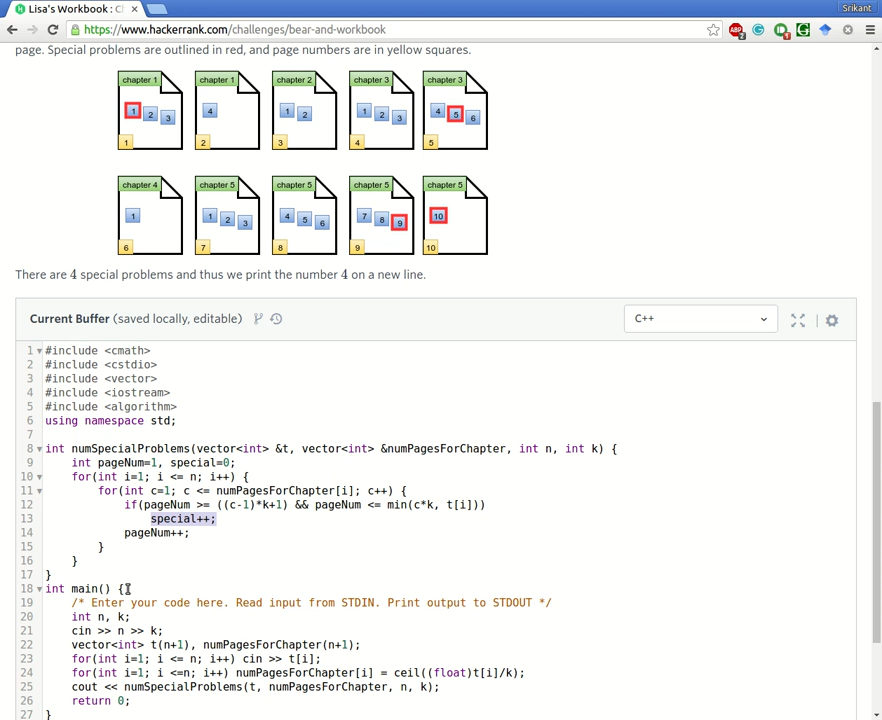 Lisa's Workbook : C
Srikant
https://www.hackerrank.com/challenges/bear-and-workbook
page. Special problems are outlined in red, and page numbers are in yellow squares.
chapter 1 chapter 1 chapter 2 chapter 3 chapter 3
1 2 3 4 1 2 1 2 3 4 5 6
1 2 3 4 5
chapter 4 chapter 5 chapter 5 chapter 5 chapter 5
1 1 2 3 4 5 6 7 8 9 10
6 7 8 9 10
There are 4 special problems and thus we print the number 4 on a new line.
Current Buffer (saved locally, editable) C++
1 #include <cmath>
2 #include <cstdio>
3 #include <vector>
4 #include <iostream>
5 #include <algorithm>
6 using namespace std;
7
8 int numSpecialProblems(vector<int> &t, vector<int> &numPagesForChapter, int n, int k) {
9 int pageNum=1, special=0;
10 for(int i=1; i <= n; i++) {
11 for(int c=1; c <= numPagesForChapter[i]; c++) {
12 if(pageNum >= ((c-1)*k+1) && pageNum <= min(c*k, t[i]))
13 special++;
14 pageNum++;
15 }
16 }
17 }
18 int main() {
19 /* Enter your code here. Read input from STDIN. Print output to STDOUT */
20 int n, k;
21 cin >> n >> k;
22 vector<int> t(n+1), numPagesForChapter(n+1);
23 for(int i=1; i <= n; i++) cin >> t[i];
24 for(int i=1; i <=n; i++) numPagesForChapter[i] = ceil((float)t[i]/k);
25 cout << numSpecialProblems(t, numPagesForChapter, n, k);
26 return 0;
27 }